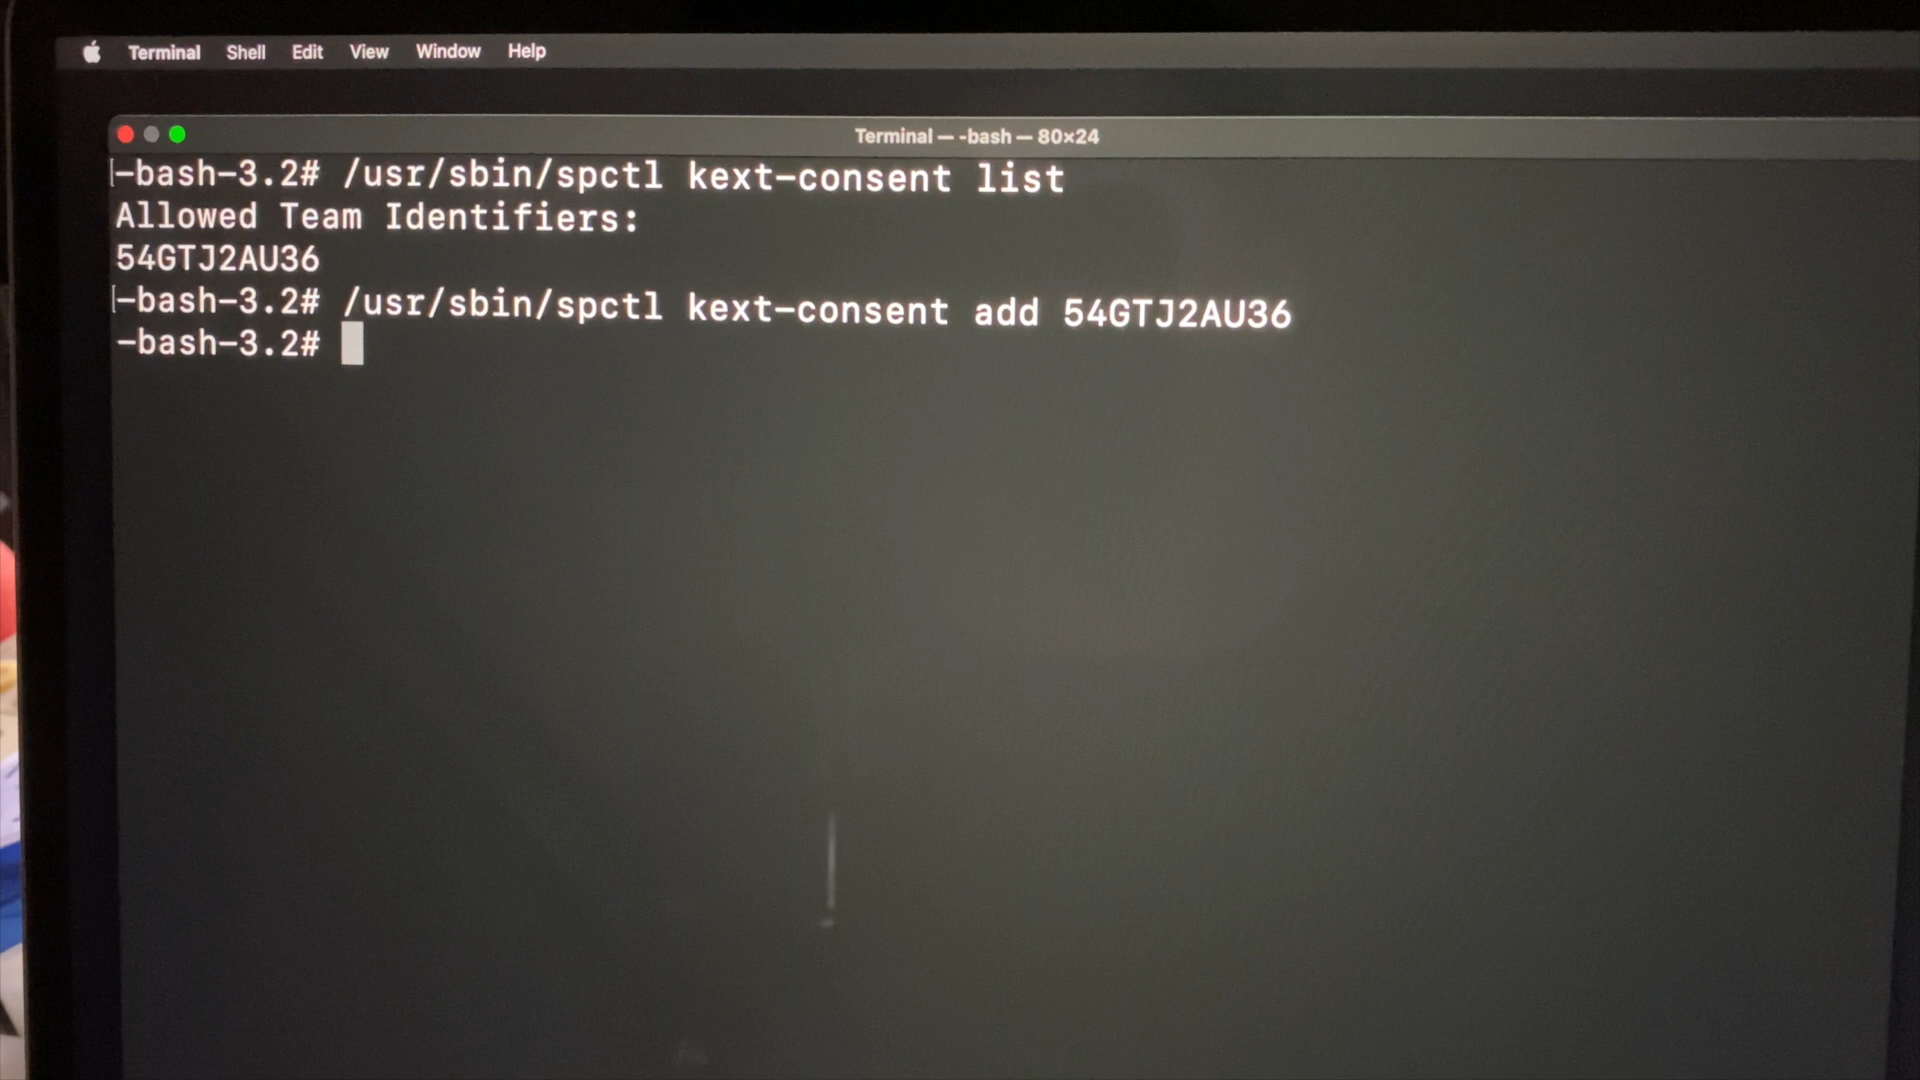 Terminal Shell Edit View Window Help
Terminal — -bash — 80×24
-bash-3.2# /usr/sbin/spctl kext-consent list
Allowed Team Identifiers:
54GTJ2AU36
-bash-3.2# /usr/sbin/spctl kext-consent add 54GTJ2AU36
-bash-3.2#